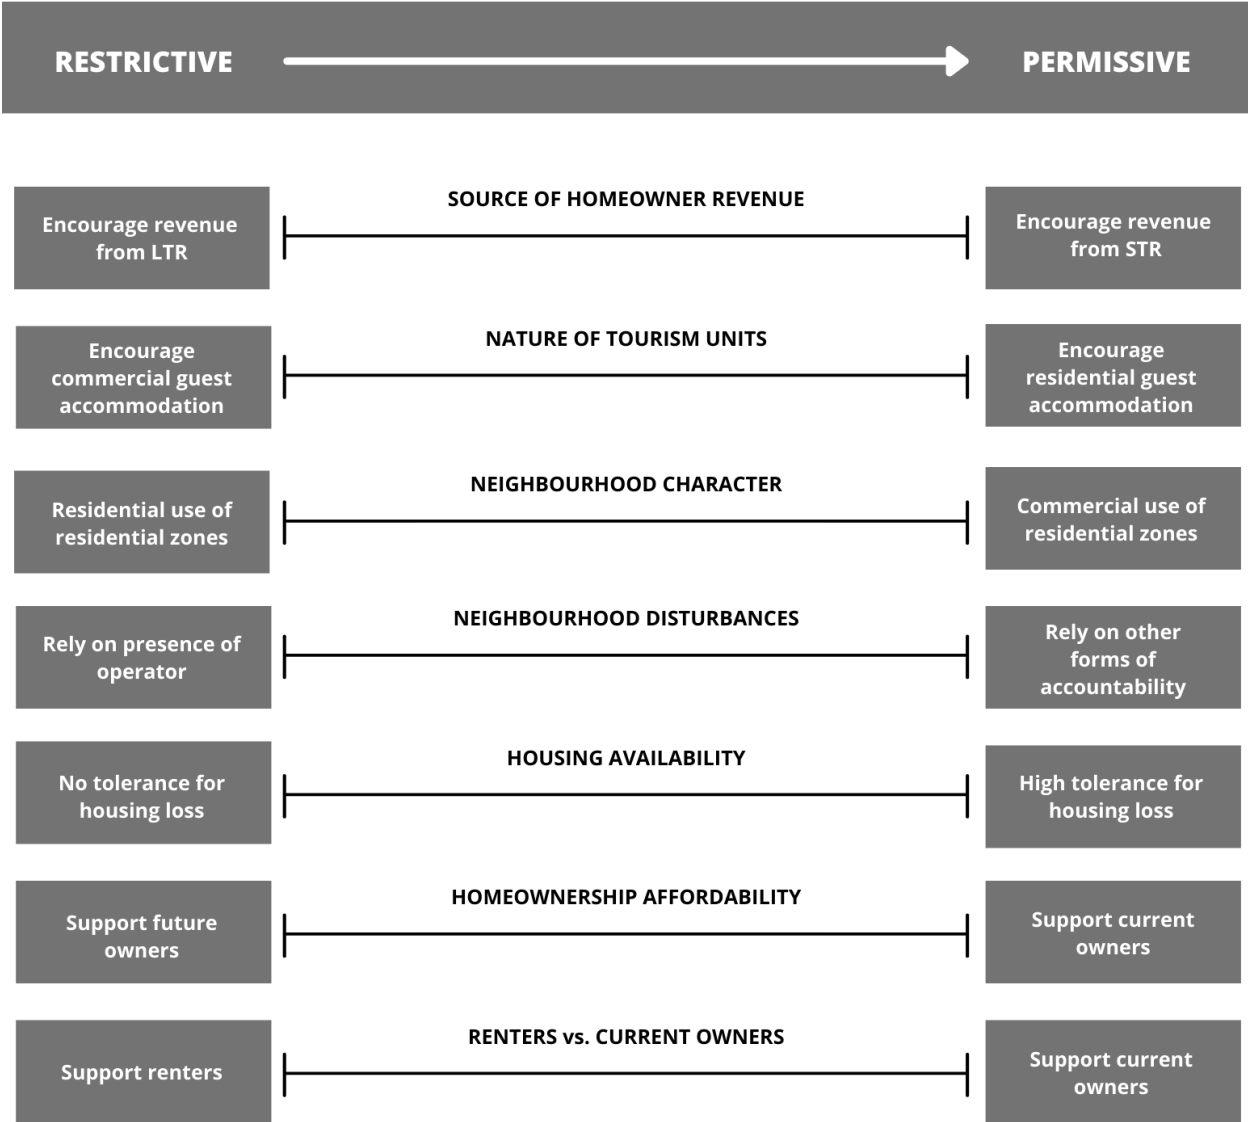 RESTRICTIVE
PERMISSIVE
SOURCE OF HOMEOWNER REVENUE
Encourage revenue
from LTR
Encourage revenue
from STR
NATURE OF TOURISM UNITS
Encourage
commercial guest
accommodation
Encourage
residential guest
accommodation
NEIGHBOURHOOD CHARACTER
Residential use of
residential zones
Commercial use of
residential zones
NEIGHBOURHOOD DISTURBANCES
Rely on presence of
operator
Rely on other
forms of
accountability
HOUSING AVAILABILITY
No tolerance for
housing loss
High tolerance for
housing loss
HOMEOWNERSHIP AFFORDABILITY
Support future
owners
Support current
owners
RENTERS vs. CURRENT OWNERS
Support renters
Support current
owners